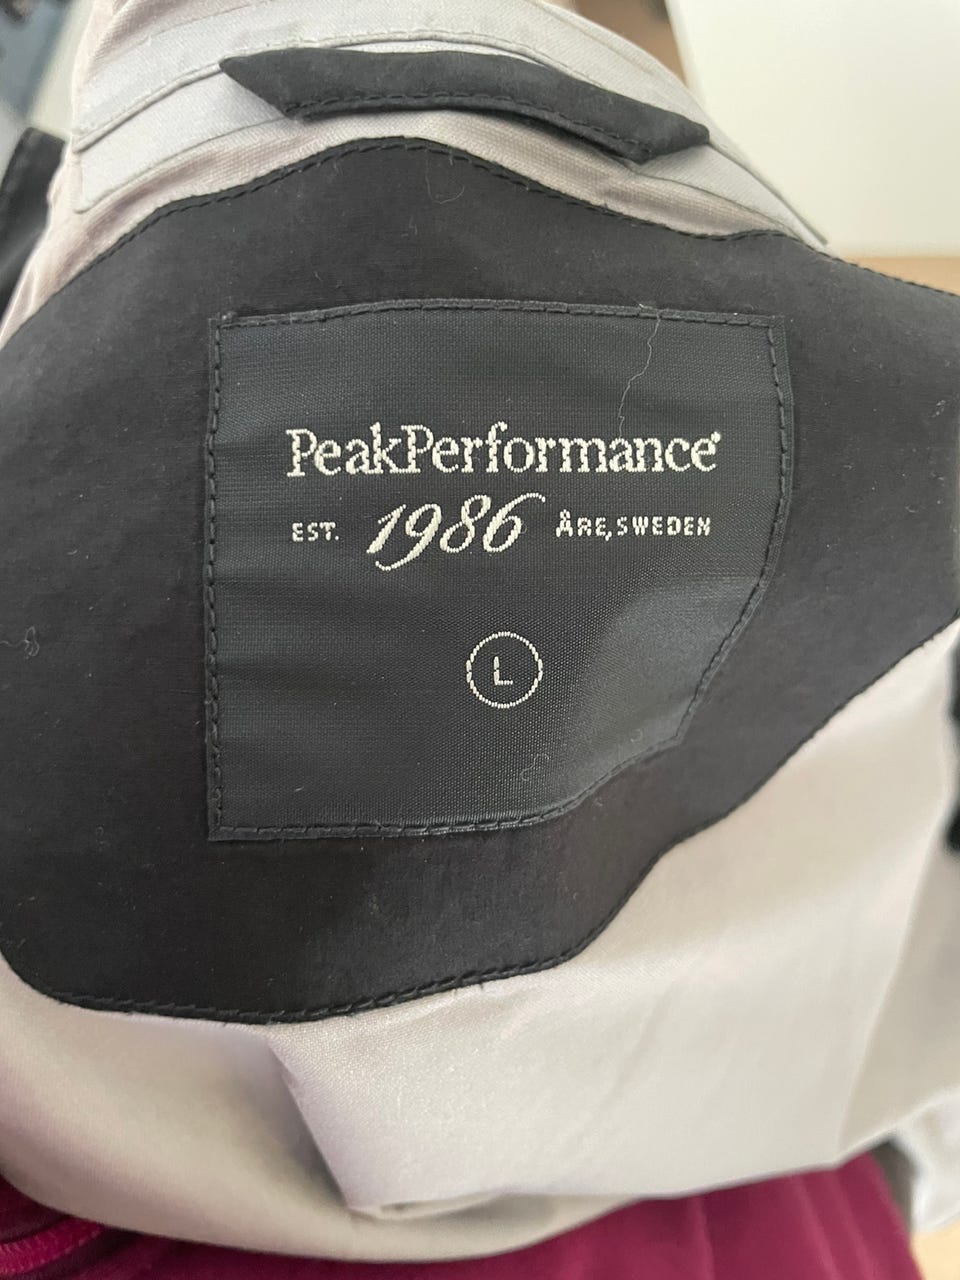 PeakPerformance
EST. 1986 ÅRE, SWEDEN
L